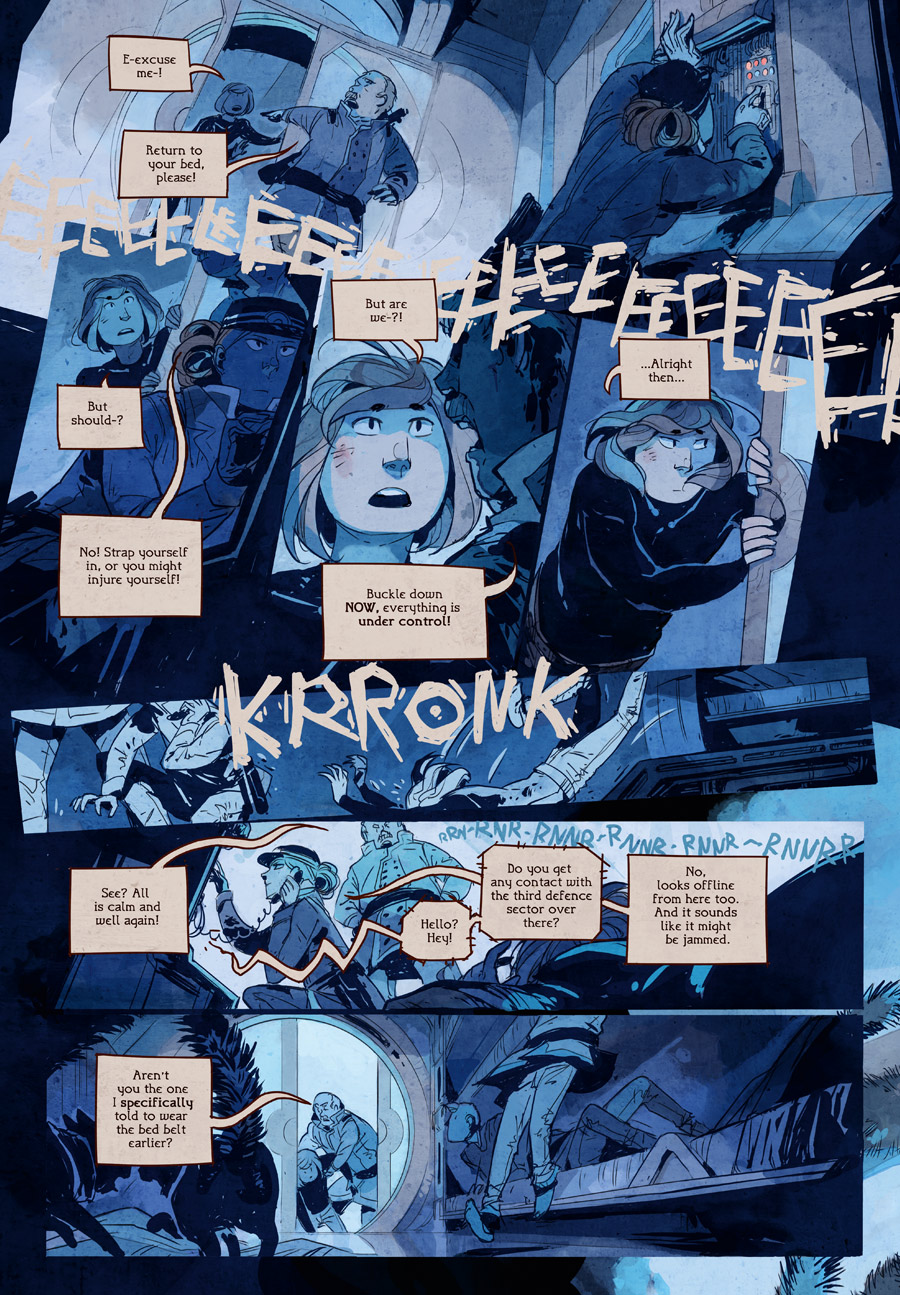 E-excuse
me-!
Return to
your bed,
please!
EEEEEEEEEEEEEEEEEEEEEEE
But
should-?
No! Strap yourself
in, or you might
injure yourself!
But are
we-?!
Buckle down
NOW, everything is
under control!
...Alright
then...
KRRONK
See? All
is calm and
well again!
RRN-RNR-RNNR-RNNR-RNNR~RNNRR
Hello?
Hey!
Do you get
any contact with
the third defence
sector over
there?
No,
looks offline
from here too.
And it sounds
like it might
be jammed.
Aren't
you the one
I specifically
told to wear
the bed belt
earlier?